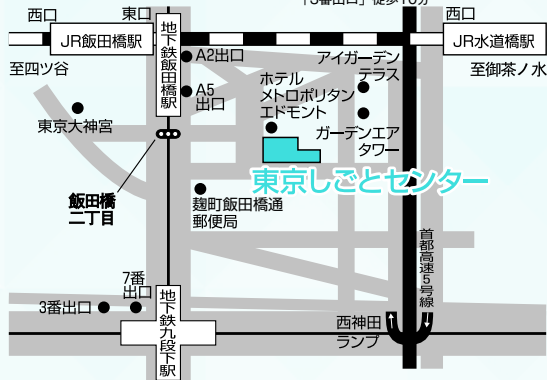 「3番出口」徒歩10分
西口
東口
西口
JR飯田橋駅
地下鉄飯田橋駅
JR水道橋駅
至四ツ谷
A2出口
アイガーデン
テラス
至御茶ノ水
A5
出口
ホテル
メトロポリタン
エドモント
東京大神宮
ガーデンエア
タワー
東京しごとセンター
飯田橋
二丁目
麹町飯田橋通
郵便局
首都高速5号線
7番
出口
3番出口
地下鉄九段下駅
西神田
ランプ